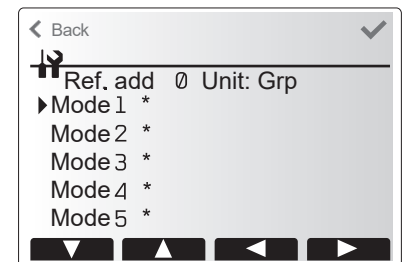 Back
Ref. add 0 Unit: Grp
Mode 1 *
Mode 2 *
Mode 3 *
Mode 4 *
Mode 5 *